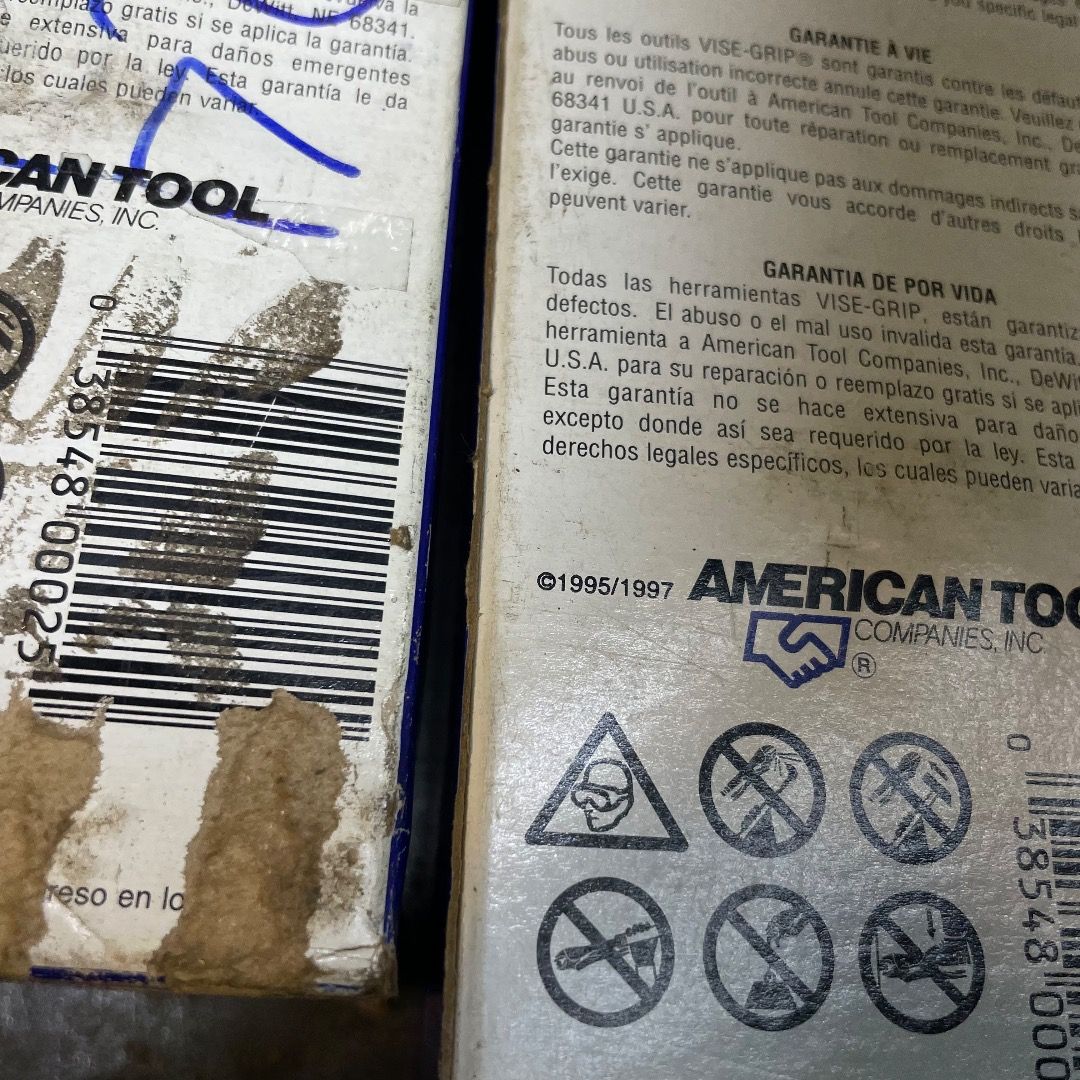 gratis si se aplica la garantía.
extensiva para daños emergentes
por la ley. Esta garantía le da
los cuales pueden variar
CAN TOOL
MPANIES, INC.
0 38548 00025
reso en lo
specific legal
GARANTIE À VIE
Tous les outils VISE-GRIP® sont garantis contre les défaut
abus ou utilisation incorrecte annule cette garantie. Veuillez
au renvoi de l'outil à American Tool Companies, Inc., De
68341 U.S.A. pour toute réparation ou remplacement gra
garantie s' applique.
Cette garantie ne s'applique pas aux dommages indirects s
l'exige. Cette garantie vous accorde d'autres droits
peuvent varier.
GARANTIA DE POR VIDA
Todas las herramientas VISE-GRIP, están garantiz
defectos. El abuso o el mal uso invalida esta garantia.
herramienta a American Tool Companies, Inc., DeWi
U.S.A. para su reparación o reemplazo gratis si se apli
Esta garantía no se hace extensiva para daño
excepto donde así sea requerido por la ley. Esta
derechos legales específicos, los cuales pueden varia
©1995/1997 AMERICAN TOO
COMPANIES, INC.
®
0 38548 000